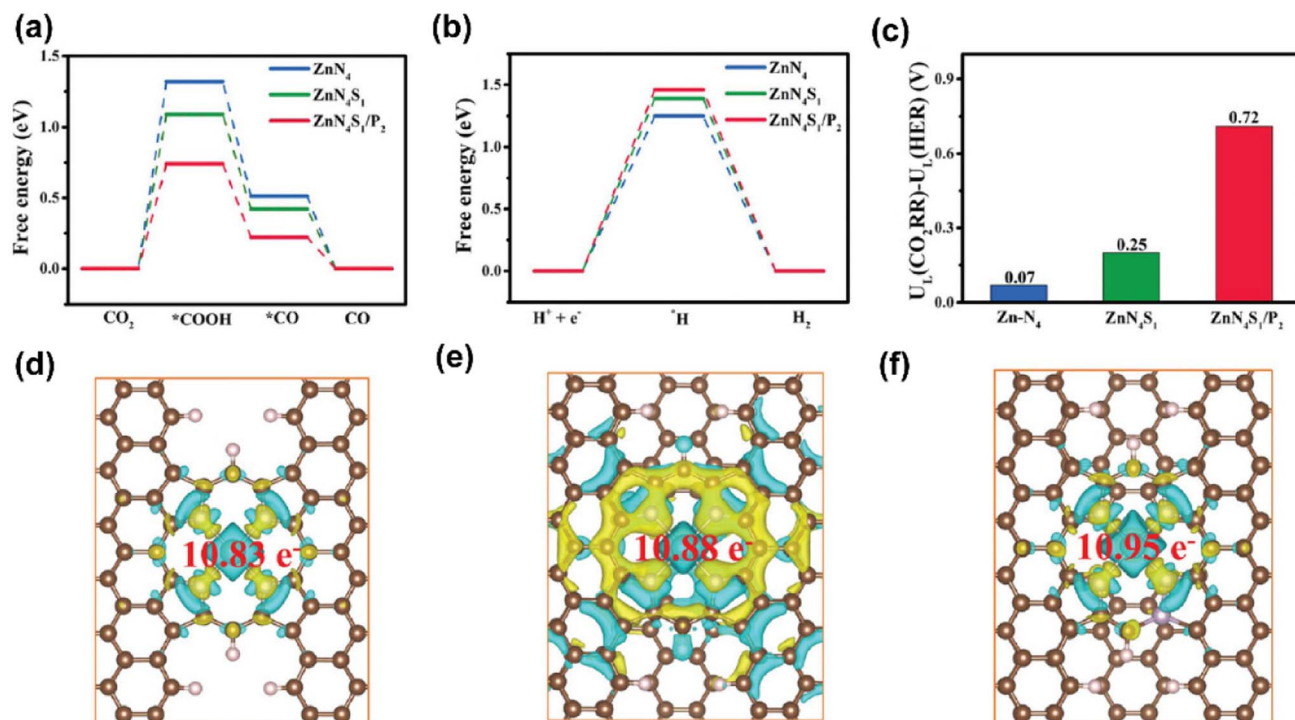 (a)
1.5
1.0
0.5
0.0
Free energy (eV)
ZnN₄
ZnN₄S₁
ZnN₄S₁/P₂
CO₂
*COOH
*CO
CO
(b)
1.5
1.0
0.5
0.0
Free energy (eV)
ZnN₄
ZnN₄S₁
ZnN₄S₁/P₂
H⁺ + e⁻
*H
H₂
(c)
0.9
0.6
0.3
0.0
U_L(CO₂RR)-U_L(HER) (V)
0.07
0.25
0.72
Zn-N₄
ZnN₄S₁
ZnN₄S₁/P₂
(d)
10.83 e⁻
(e)
10.88 e⁻
(f)
10.95 e⁻